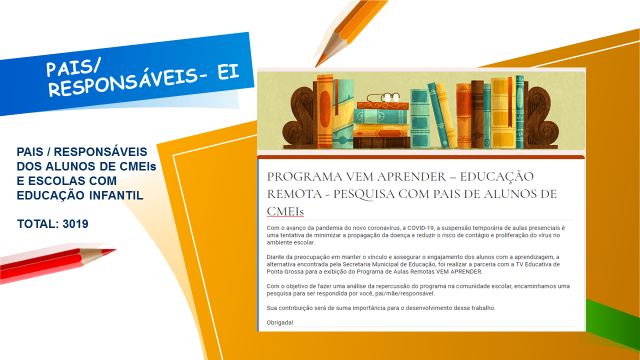 PAIS/
RESPONSÁVEIS- EI
PAIS / RESPONSÁVEIS
DOS ALUNOS DE CMEIs
E ESCOLAS COM
EDUCAÇÃO INFANTIL
TOTAL: 3019
PROGRAMA VEM APRENDER – EDUCAÇÃO
REMOTA - PESQUISA COM PAIS DE ALUNOS DE
CMEIs
Com o avanço da pandemia do novo coronavírus, a COVID-19, a suspensão temporária de aulas presenciais é
uma tentativa de minimizar a propagação da doença e reduzir o risco de contágio e proliferação do vírus no
ambiente escolar.
Diante da preocupação em manter o vínculo e assegurar o engajamento dos alunos com a aprendizagem, a
alternativa encontrada pela Secretaria Municipal de Educação, foi realizar a parceria com a TV Educativa de
Ponta Grossa para a exibição do Programa de Aulas Remotas VEM APRENDER.
Com o objetivo de fazer uma análise da repercussão do programa na comunidade escolar, encaminhamos uma
pesquisa para ser respondida por você, pai/mãe/responsável.
Sua contribuição será de suma importância para o desenvolvimento desse trabalho.
Obrigada!